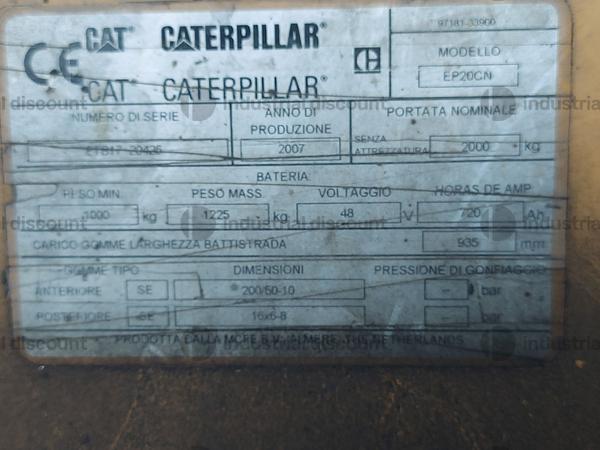 97181-33900
CE CAT CATERPILLAR
CAT CATERPILLAR
MODELLO
EP20CN
NUMERO DI SERIE
ANNO DI PRODUZIONE
2007
PORTATA NOMINALE
SENZA ATTREZZATURA 2000 kg
BATERIA
PESO MIN. PESO MASS. VOLTAGGIO HORAS DE AMP.
1000 kg 1225 kg 48 V 720 Ah
CARICO GOMME LARGHEZZA BATTISTRADA 935 mm
GOMME TIPO DIMENSIONI PRESSIONE DI GONFIAGGIO
ANTERIORE SE 200/50-10 – bar
POSTERIORE SE 16x6-8 – bar
PRODOTTA DALLA MCFE B.V. ALMERE, THE NETHERLANDS
industrial discount